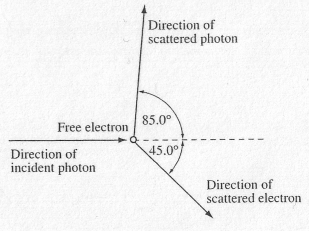 Direction of
scattered photon
85.0°
Free electron
45.0°
Direction of
incident photon
Direction of
scattered electron